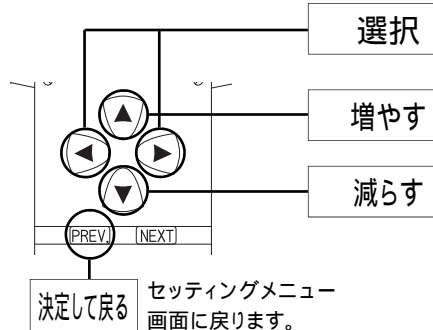 選択
増やす
減らす
PREV.
NEXT
決定して戻る
セッティングメニュー
画面に戻ります。